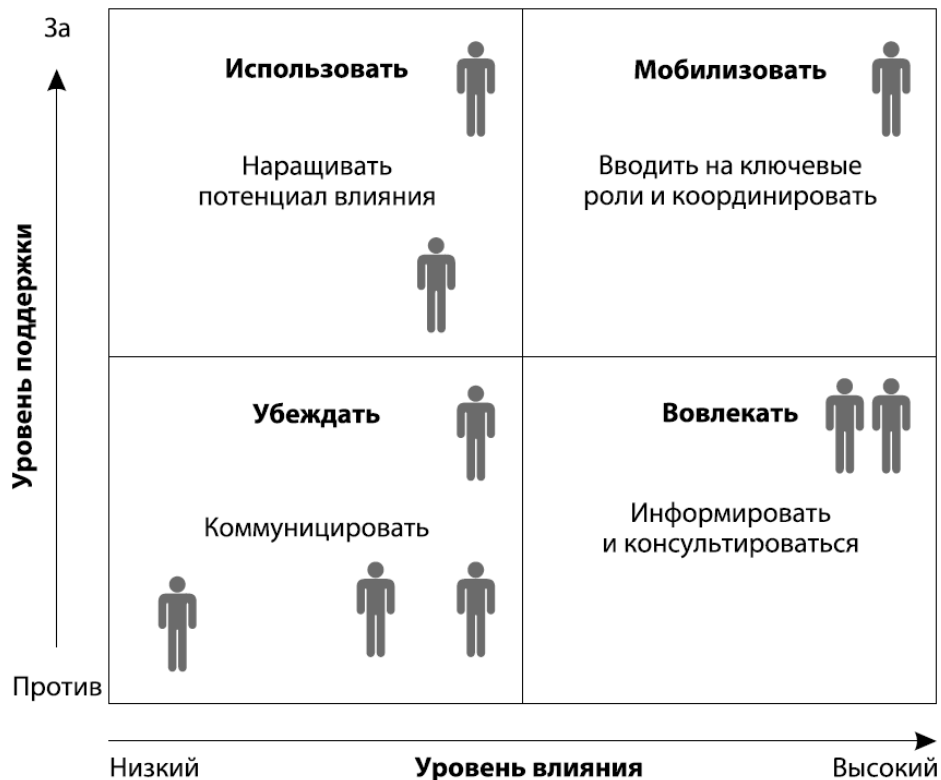 За
Использовать
Наращивать
потенциал влияния
Мобилизовать
Вводить на ключевые
роли и координировать
Уровень поддержки
Убеждать
Коммуницировать
Вовлекать
Информировать
и консультироваться
Против
Низкий
Уровень влияния
Высокий